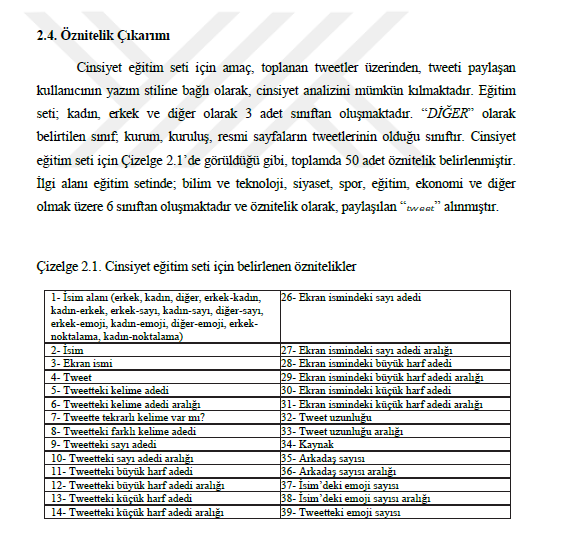 2.4. Öznitelik Çıkarımı
Cinsiyet eğitim seti için amaç, toplanan tweetler üzerinden, tweeti paylaşan
kullanıcının yazım stiline bağlı olarak, cinsiyet analizini mümkün kılmaktadır. Eğitim
seti; kadın, erkek ve diğer olarak 3 adet sınıftan oluşmaktadır. “DİĞER” olarak
belirtilen sınıf; kurum, kuruluş, resmi sayfaların tweetlerinin olduğu sınıftır. Cinsiyet
eğitim seti için Çizelge 2.1’de görüldüğü gibi, toplamda 50 adet öznitelik belirlenmiştir.
İlgi alanı eğitim setinde; bilim ve teknoloji, siyaset, spor, eğitim, ekonomi ve diğer
olmak üzere 6 sınıftan oluşmaktadır ve öznitelik olarak, paylaşılan “tweet” alınmıştır.
Çizelge 2.1. Cinsiyet eğitim seti için belirlenen öznitelikler
1- İsim alanı (erkek, kadın, diğer, erkek-kadın, 26- Ekran ismindeki sayı adedi
kadın-erkek, erkek-sayı, kadın-sayı, diğer-sayı,
erkek-emoji, kadın-emoji, diğer-emoji, erkek-
noktalama, kadın-noktalama)
2- İsim 27- Ekran ismindeki sayı adedi aralığı
3- Ekran ismi 28- Ekran ismindeki büyük harf adedi
4- Tweet 29- Ekran ismindeki büyük harf adedi aralığı
5- Tweetteki kelime adedi 30- Ekran ismindeki küçük harf adedi
6- Tweetteki kelime adedi aralığı 31- Ekran ismindeki küçük harf adedi aralığı
7- Tweette tekrarlı kelime var mı? 32- Tweet uzunluğu
8- Tweetteki farklı kelime adedi 33- Tweet uzunluğu aralığı
9- Tweetteki sayı adedi 34- Kaynak
10- Tweetteki sayı adedi aralığı 35- Arkadaş sayısı
11- Tweetteki büyük harf adedi 36- Arkadaş sayısı aralığı
12- Tweetteki büyük harf adedi aralığı 37- İsim’deki emoji sayısı
13- Tweetteki küçük harf adedi 38- İsim’deki emoji sayısı aralığı
14- Tweetteki küçük harf adedi aralığı 39- Tweetteki emoji sayısı